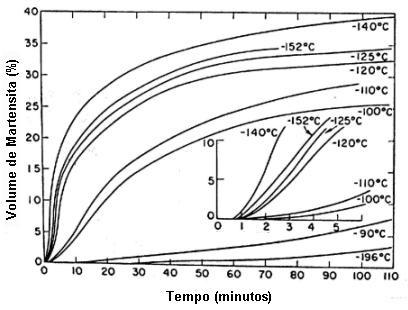 Volume de Martensita (%)
40
35
30
25
20
15
10
5
0
-140°C
-152°C
-125°C
-120°C
-110°C
-100°C
10
5
0
-140°C
-152°C
-125°C
-120°C
0 1 2 3 4 5
-110°C
-100°C
-90°C
-196°C
0 10 20 30 40 50 60 70 80 90 100 110
Tempo (minutos)